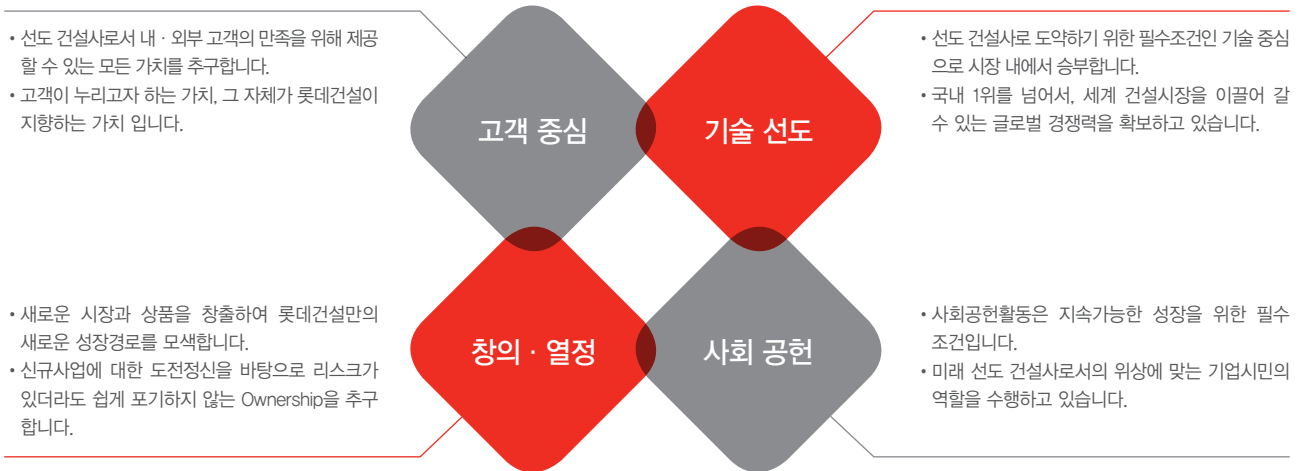 • 선도 건설사로서 내 · 외부 고객의 만족을 위해 제공
할 수 있는 모든 가치를 추구합니다.
• 고객이 누리고자 하는 가치, 그 자체가 롯데건설이
지향하는 가치 입니다.
고객 중심
기술 선도
• 선도 건설사로 도약하기 위한 필수조건인 기술 중심
으로 시장 내에서 승부합니다.
• 국내 1위를 넘어서, 세계 건설시장을 이끌어 갈
수 있는 글로벌 경쟁력을 확보하고 있습니다.
• 새로운 시장과 상품을 창출하여 롯데건설만의
새로운 성장경로를 모색합니다.
• 신규사업에 대한 도전정신을 바탕으로 리스크가
있더라도 쉽게 포기하지 않는 Ownership을 추구
합니다.
창의 · 열정
사회 공헌
• 사회공헌활동은 지속가능한 성장을 위한 필수
조건입니다.
• 미래 선도 건설사로서의 위상에 맞는 기업시민의
역할을 수행하고 있습니다.